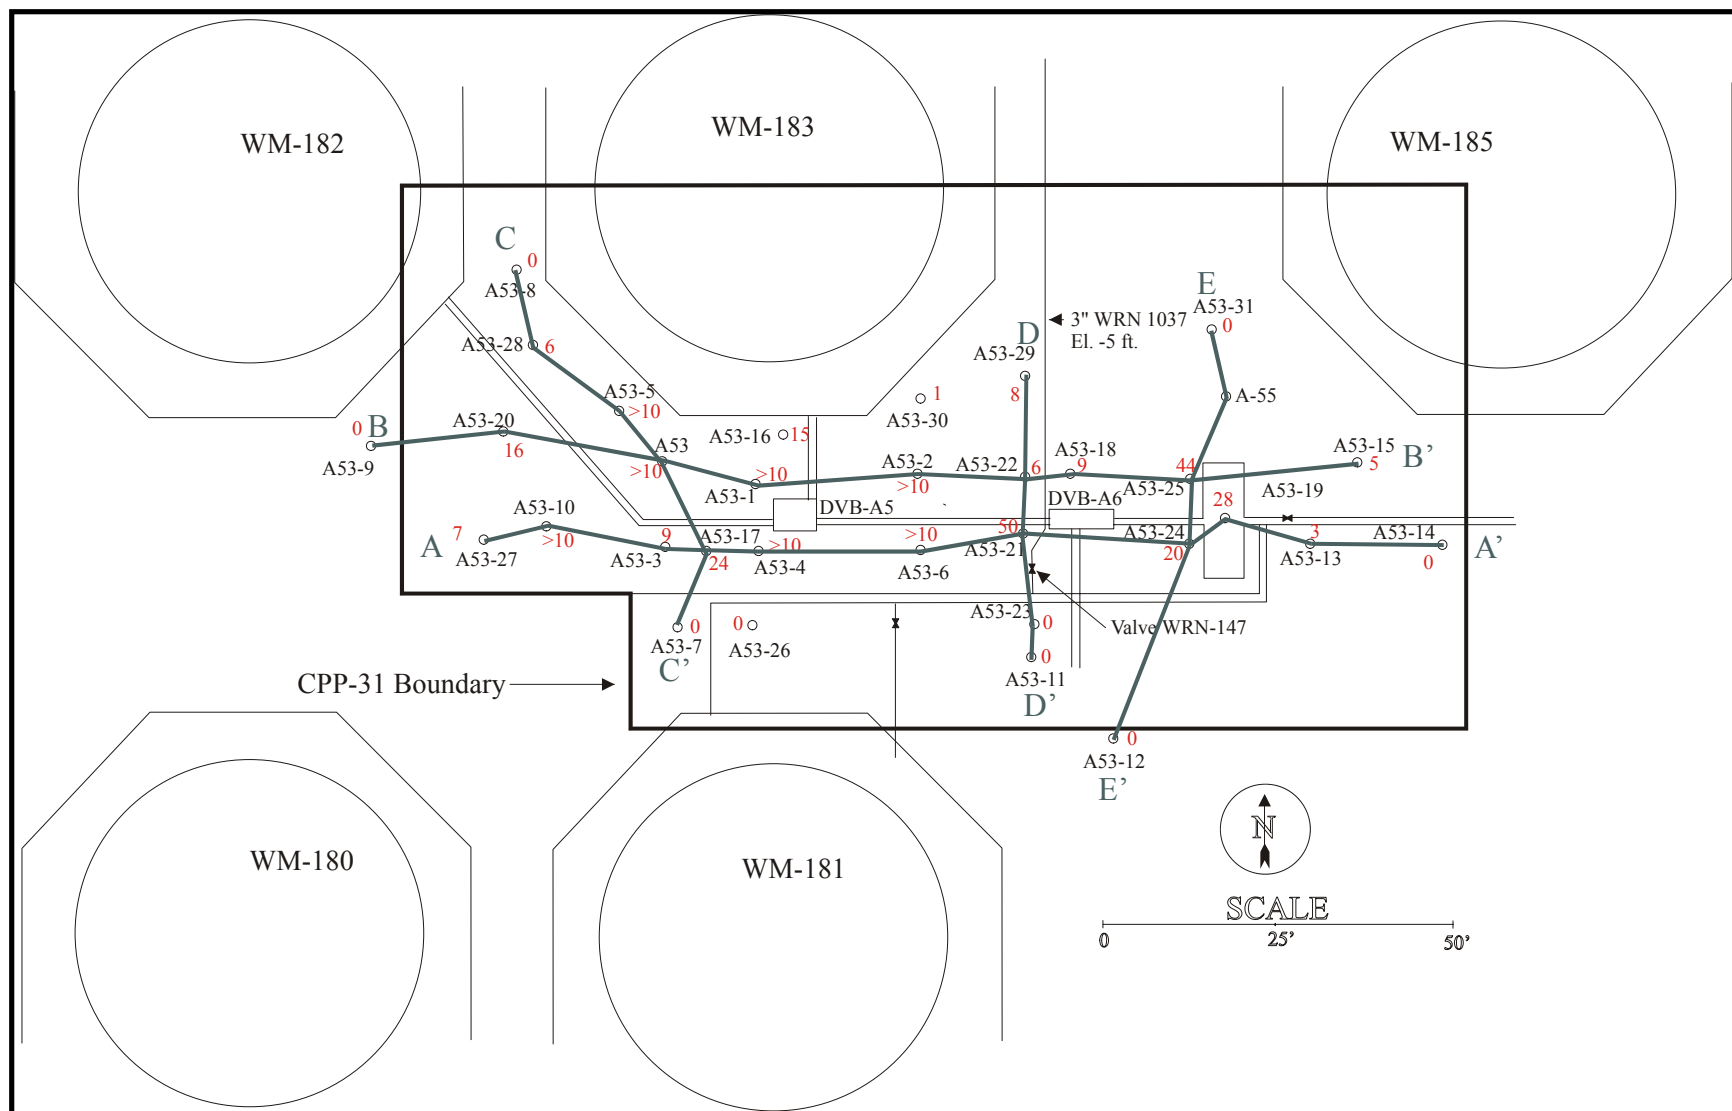 WM-182
WM-183
WM-185
C
0
A53-8
E
A53-31
0
3" WRN 1037
El. -5 ft.
D
A53-29
8
A53-28
6
A53-5
>10
1
A53-30
A-55
0
B
A53-9
A53-20
16
A53
>10
A53-16
15
A53-18
9
A53-15
5
B’
A53-2
>10
A53-22
6
44
A53-25
A53-1
>10
A53-19
28
DVB-A5
DVB-A6
A53-10
>10
7
A
A53-27
9
A53-3
A53-17
24
>10
A53-4
>10
A53-6
50
A53-21
A53-24
20
3
A53-13
A53-14
0
A’
A53-23
0
Valve WRN-147
0
A53-7
C’
0
A53-26
0
A53-11
D’
CPP-31 Boundary
0
A53-12
E’
N
WM-180
WM-181
SCALE
0
25’
50’